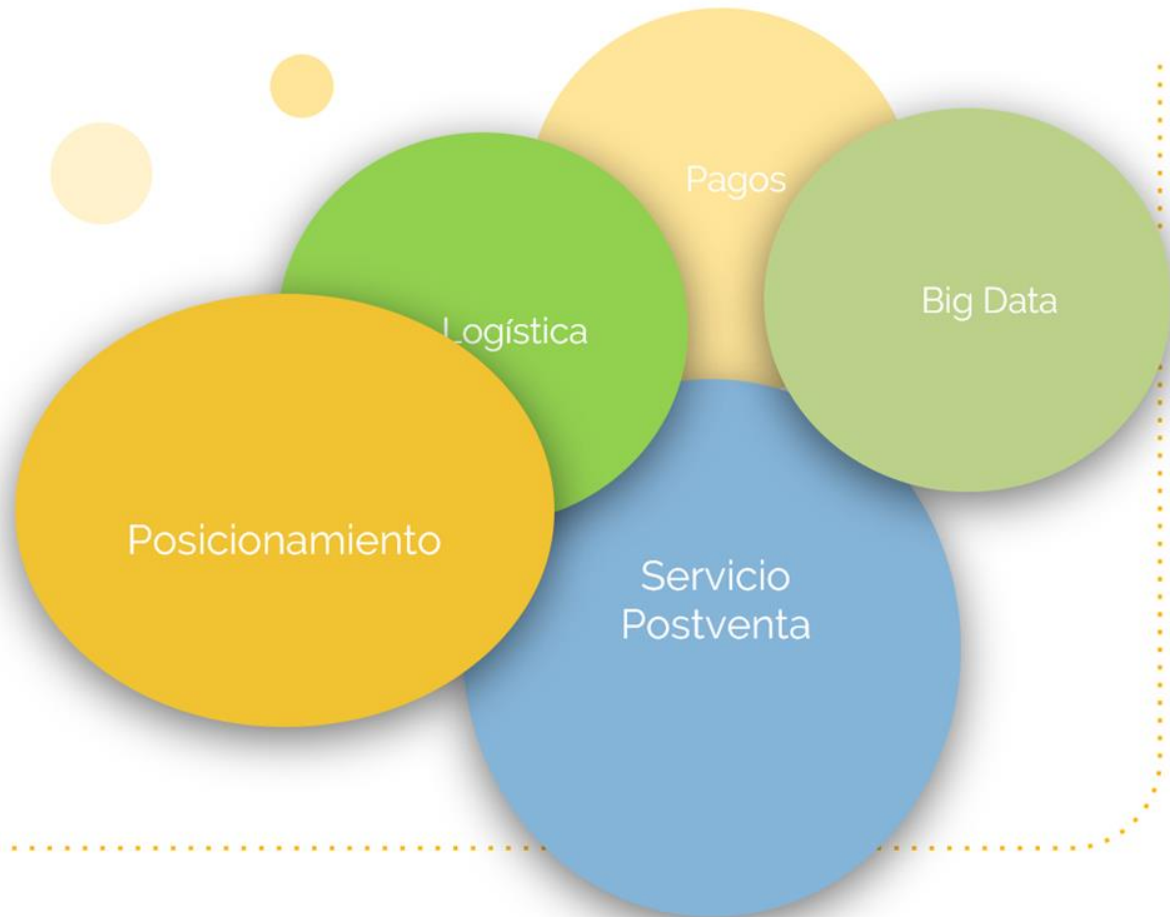 Pagos
Big Data
Logística
Posicionamiento
Servicio
Postventa